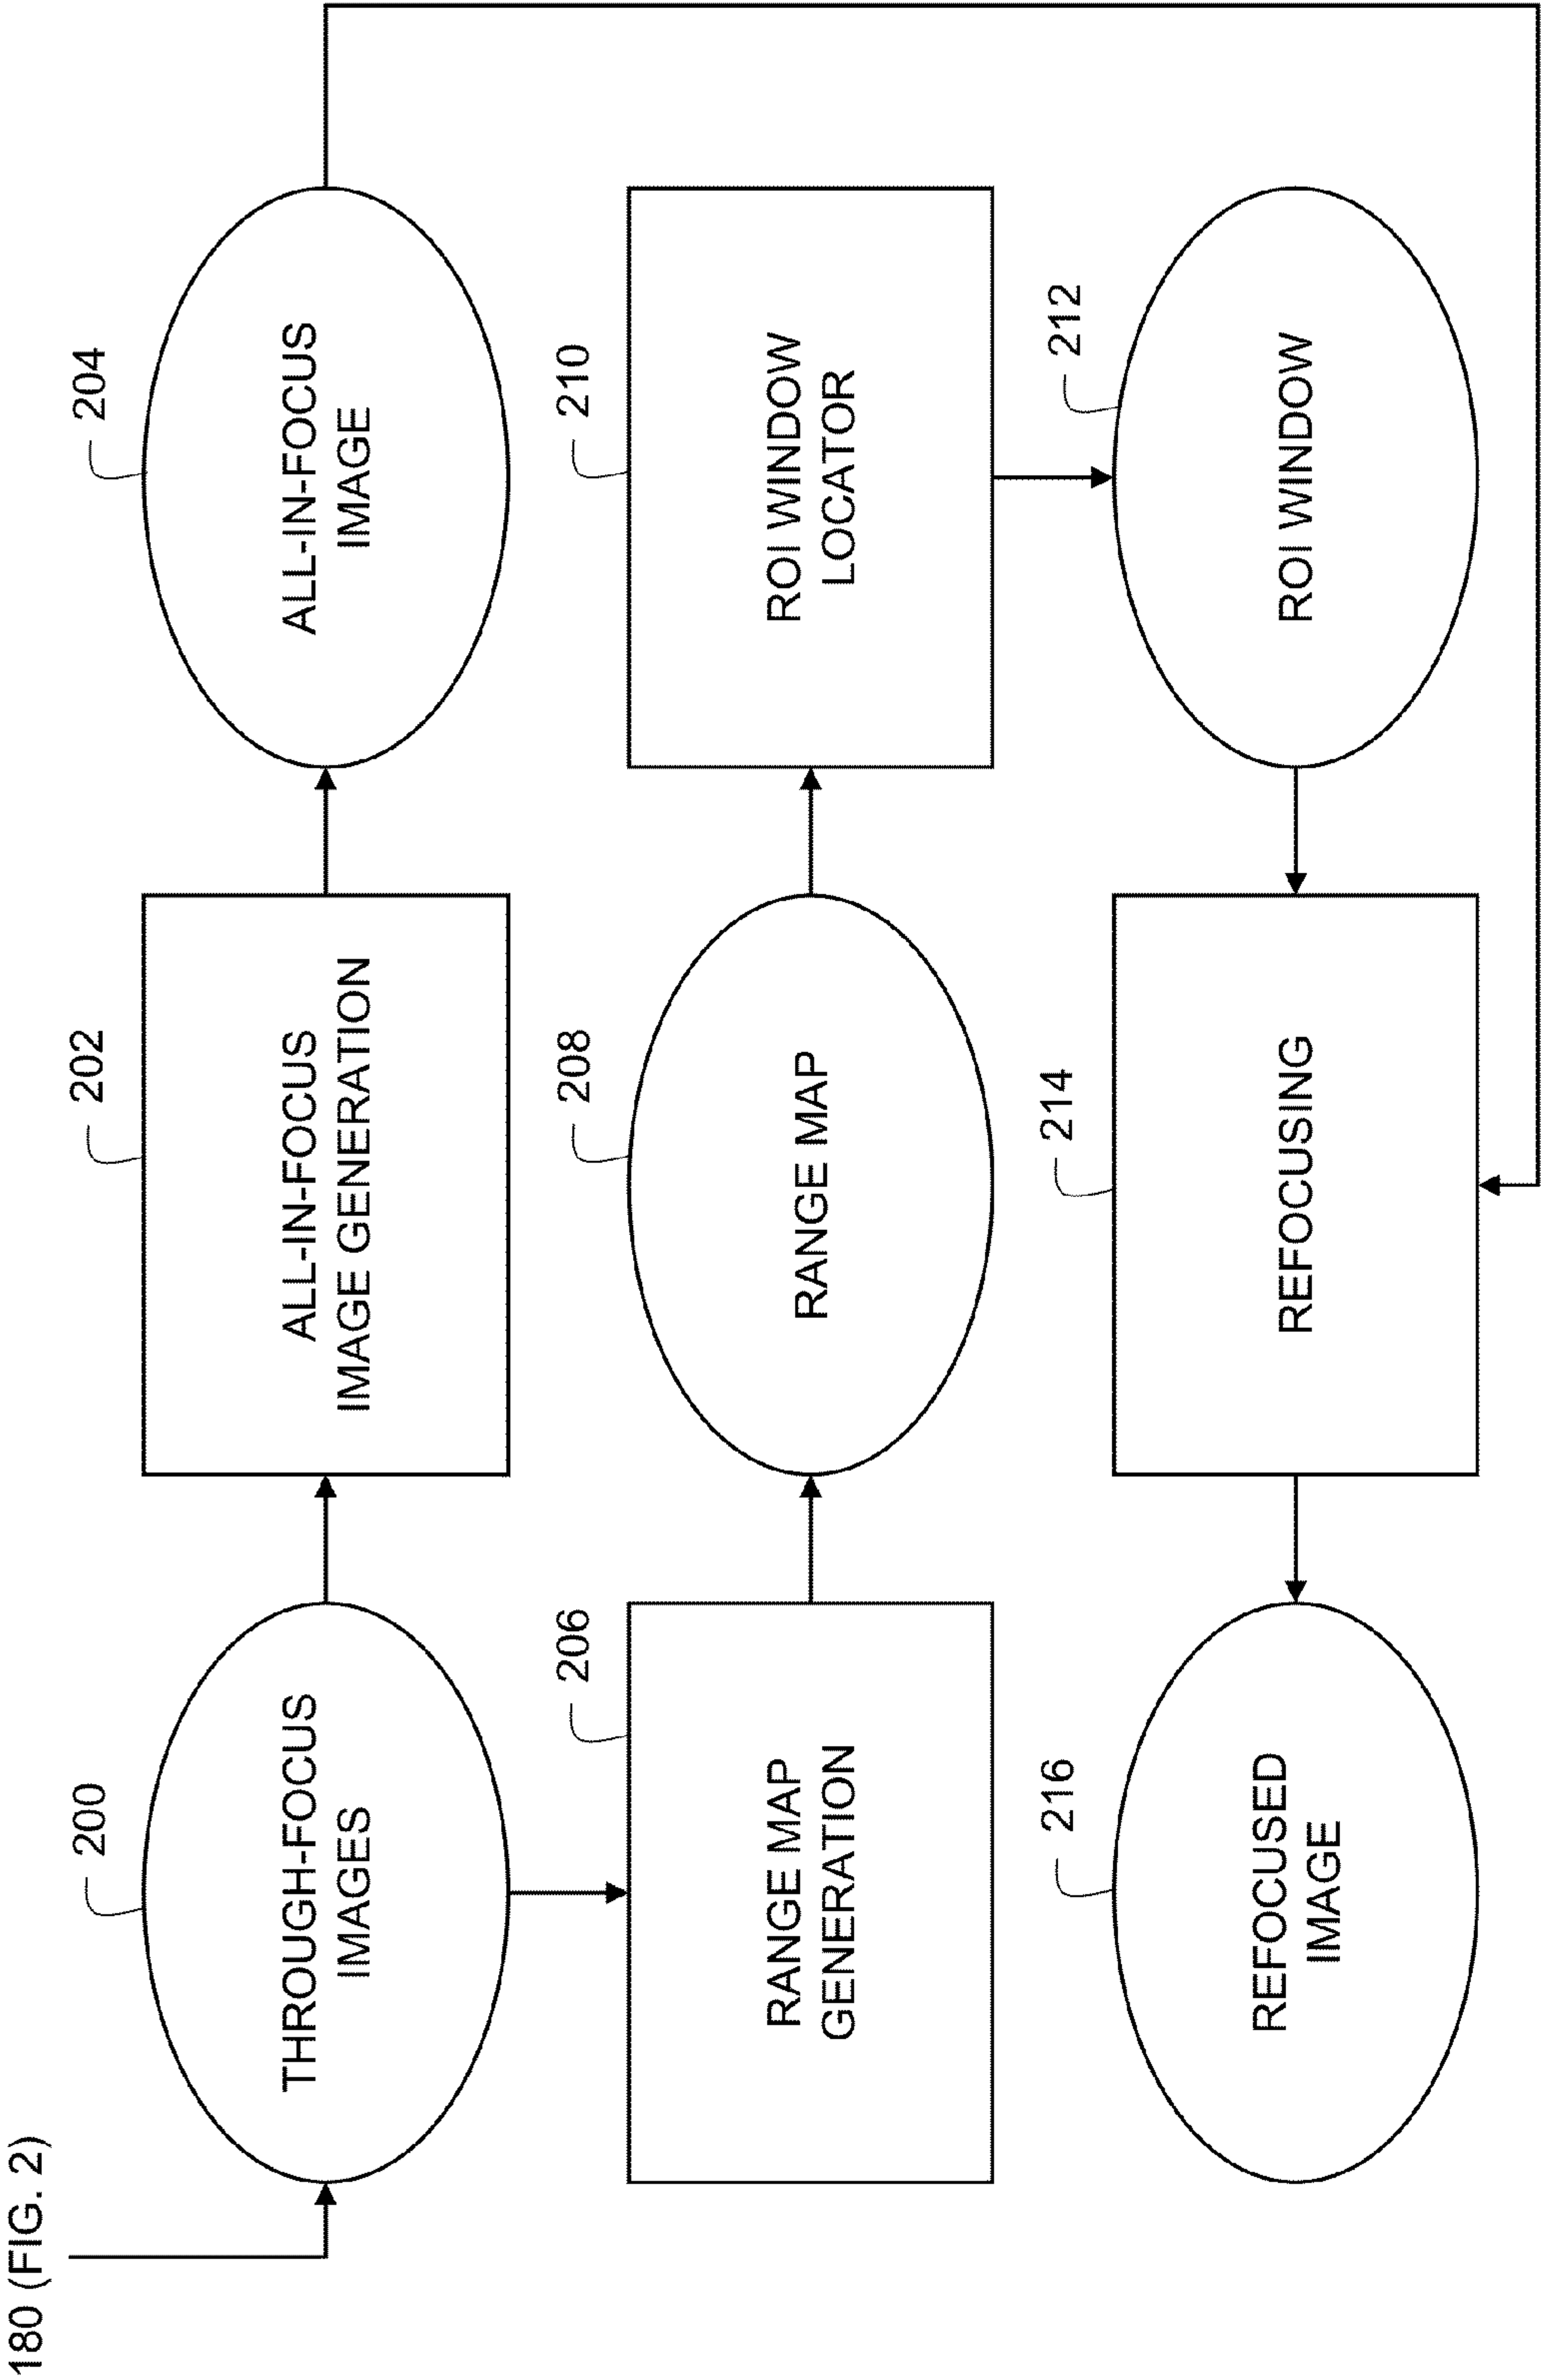 180 (FIG. 2)
200
THROUGH-FOCUS
IMAGES
202
ALL-IN-FOCUS
IMAGE GENERATION
204
ALL-IN-FOCUS
IMAGE
206
RANGE MAP
GENERATION
208
RANGE MAP
210
ROI WINDOW
LOCATOR
216
REFOCUSED
IMAGE
214
REFOCUSING
212
ROI WINDOW